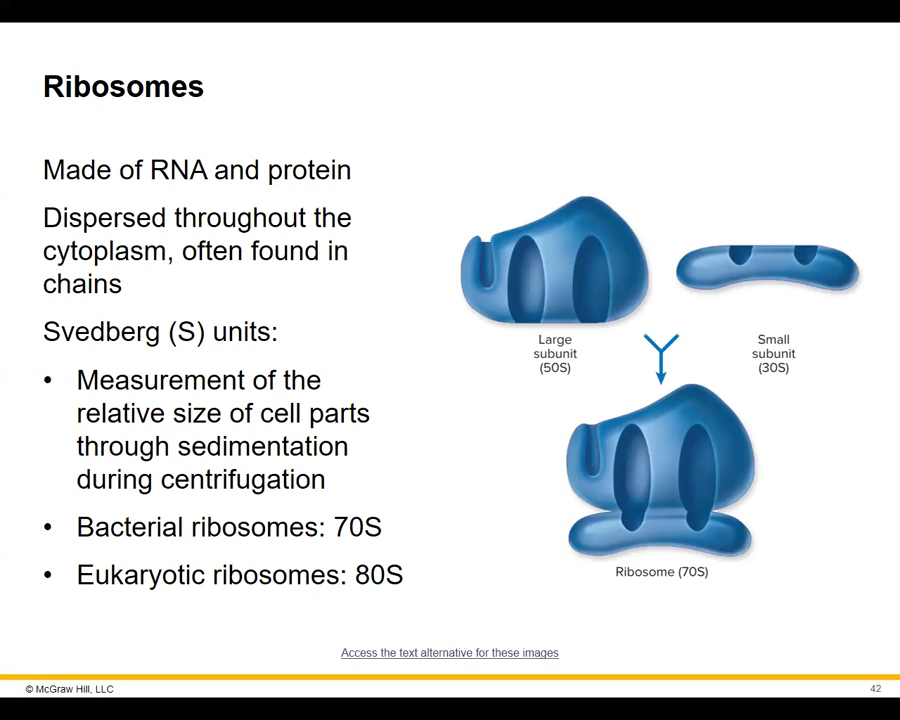 Ribosomes
Made of RNA and protein
Dispersed throughout the
cytoplasm, often found in
chains
Svedberg (S) units:
• Measurement of the
relative size of cell parts
through sedimentation
during centrifugation
• Bacterial ribosomes: 70S
• Eukaryotic ribosomes: 80S
Large
subunit
(50S)
Small
subunit
(30S)
Ribosome (70S)
Access the text alternative for these images
© McGraw Hill, LLC
42